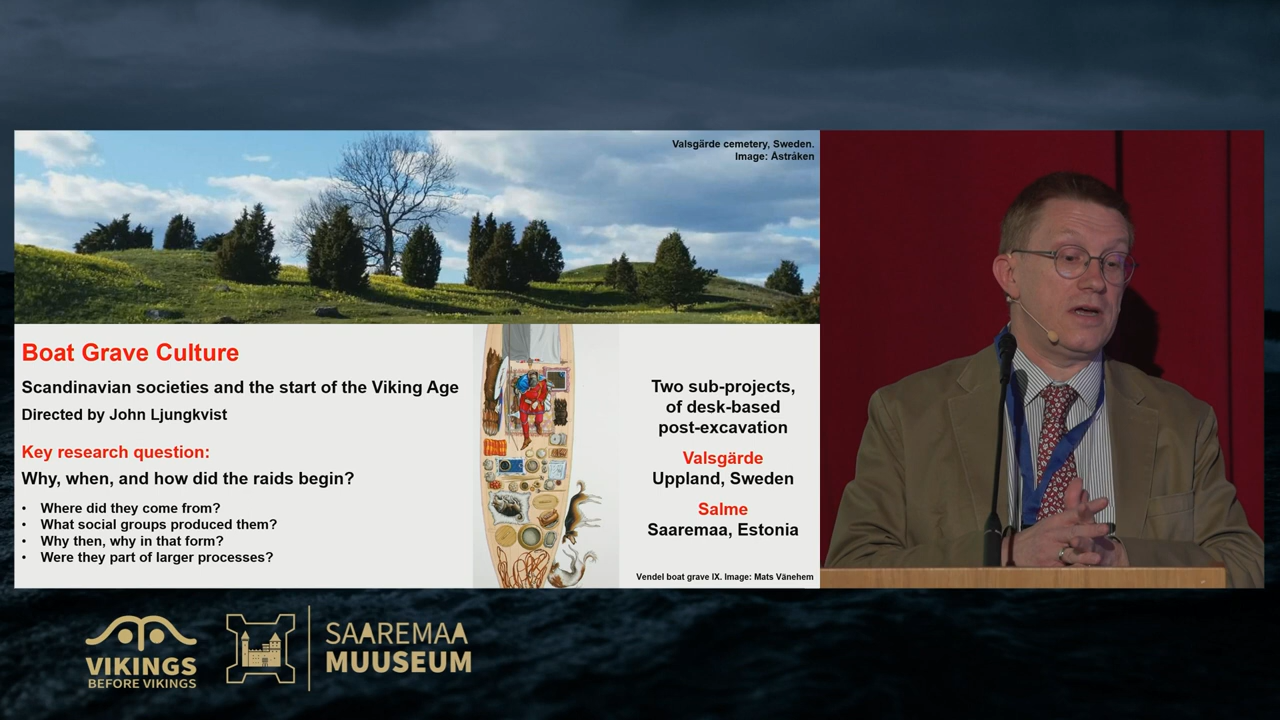 Valsgärde cemetery, Sweden.
Image: Åstråken
Boat Grave Culture
Scandinavian societies and the start of the Viking Age
Directed by John Ljungkvist
Key research question:
Why, when, and how did the raids begin?
• Where did they come from?
• What social groups produced them?
• Why then, why in that form?
• Were they part of larger processes?
Two sub-projects,
of desk-based
post-excavation
Valsgärde
Uppland, Sweden
Salme
Saaremaa, Estonia
Vendel boat grave IX. Image: Mats Vänehem
VIKINGS
BEFORE VIKINGS
SAAREMAA
MUUSEUM